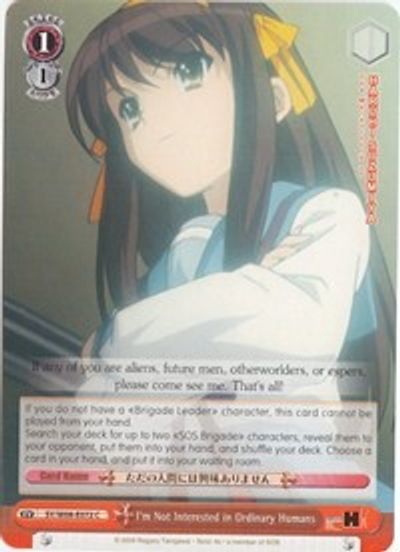 1
1
If any of you are aliens, future men, otherworlders, or espers,
please come see me. That's all!
If you do not have a «Brigade Leader» character, this card cannot be
played from your hand.
Search your deck for up to two «SOS Brigade» characters, reveal them to
your opponent, put them into your hand, and shuffle your deck. Choose a
card in your hand, and put it into your waiting room.
Card Name
ただの人間には興味ありません
EV
I'm Not Interested in Ordinary Humans
H